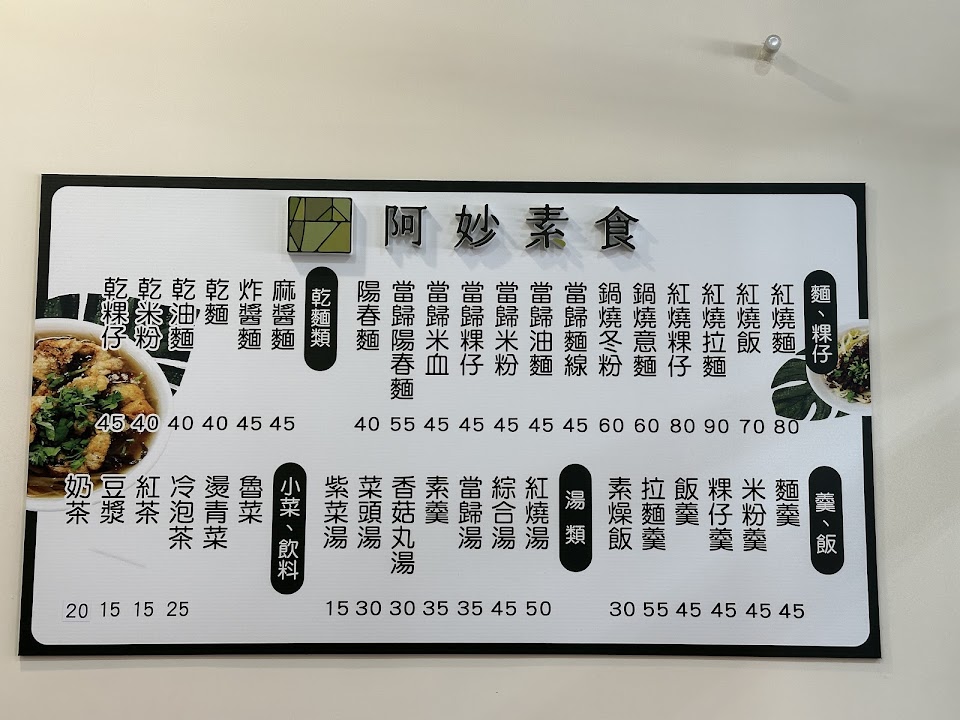 阿妙素食
麵、粿仔
紅燒麵 80
紅燒飯 70
紅燒拉麵 90
紅燒粿仔 80
鍋燒意麵 60
鍋燒冬粉 60
當歸麵線 45
當歸油麵 45
當歸米粉 45
當歸粿仔 45
當歸米血 45
當歸陽春麵 55
陽春麵 40
乾麵類
麻醬麵 45
炸醬麵 45
乾麵 40
乾油麵 40
乾米粉 40
乾粿仔 45
羹、飯
麵羹 45
米粉羹 45
粿仔羹 45
飯羹 45
拉麵羹 55
素燥飯 30
湯類
紅燒湯 50
綜合湯 45
當歸湯 35
素羹 35
香菇丸湯 30
菜頭湯 30
紫菜湯 15
小菜、飲料
魯菜
燙青菜
冷泡茶 25
紅茶 15
豆漿 15
奶茶 20